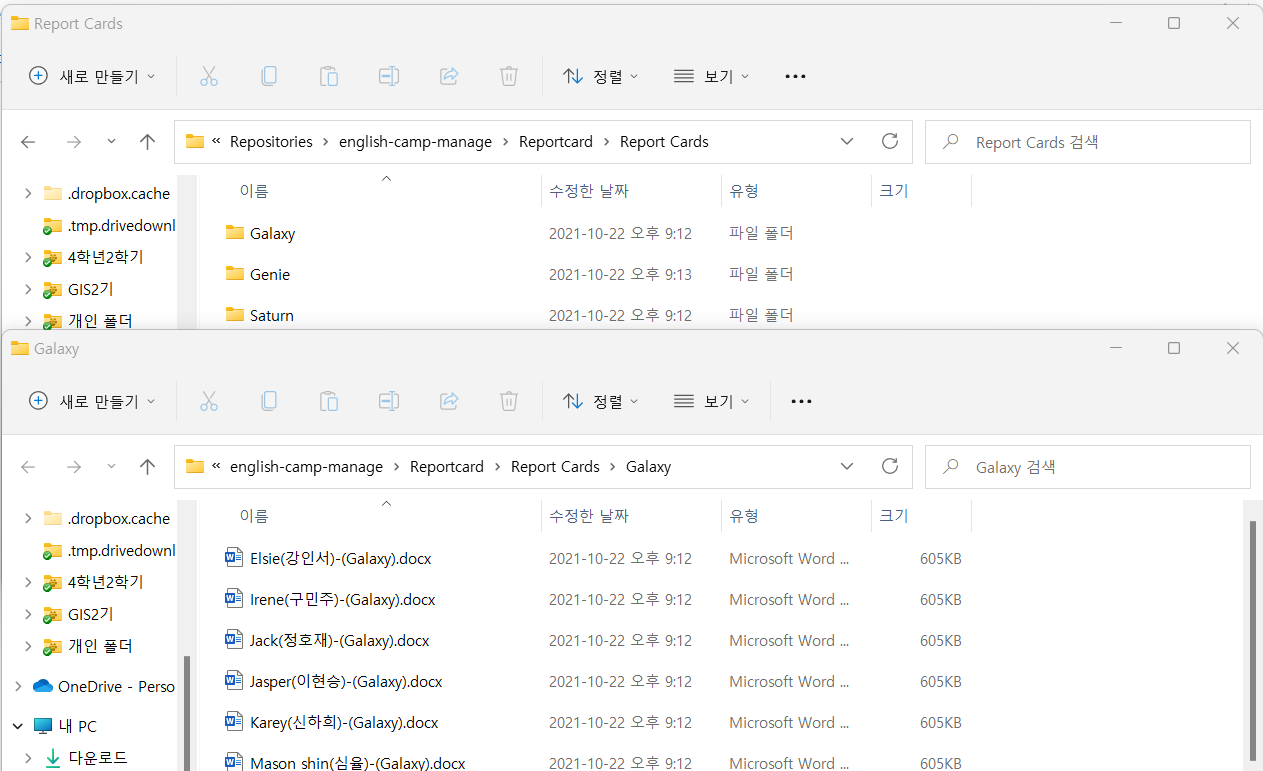 Report Cards
새로 만들기 정렬 보기
« Repositories > english-camp-manage > Reportcard > Report Cards
Report Cards 검색
.dropbox.cache
.tmp.drivedownl
4학년2학기
GIS2기
개인 폴더
이름 수정한 날짜 유형 크기
Galaxy 2021-10-22 오후 9:12 파일 폴더
Genie 2021-10-22 오후 9:13 파일 폴더
Saturn 2021-10-22 오후 9:12 파일 폴더
Galaxy
새로 만들기 정렬 보기
« english-camp-manage > Reportcard > Report Cards > Galaxy
Galaxy 검색
.dropbox.cache
.tmp.drivedownl
4학년2학기
GIS2기
개인 폴더
OneDrive - Perso
내 PC
다운로드
이름 수정한 날짜 유형 크기
Elsie(강인서)-(Galaxy).docx 2021-10-22 오후 9:12 Microsoft Word ... 605KB
Irene(구민주)-(Galaxy).docx 2021-10-22 오후 9:12 Microsoft Word ... 605KB
Jack(정호재)-(Galaxy).docx 2021-10-22 오후 9:12 Microsoft Word ... 605KB
Jasper(이현승)-(Galaxy).docx 2021-10-22 오후 9:12 Microsoft Word ... 605KB
Karey(신하희)-(Galaxy).docx 2021-10-22 오후 9:12 Microsoft Word ... 605KB
Mason shin(심율)-(Galaxy).docx 2021-10-22 오후 9:12 Microsoft Word ... 605KB